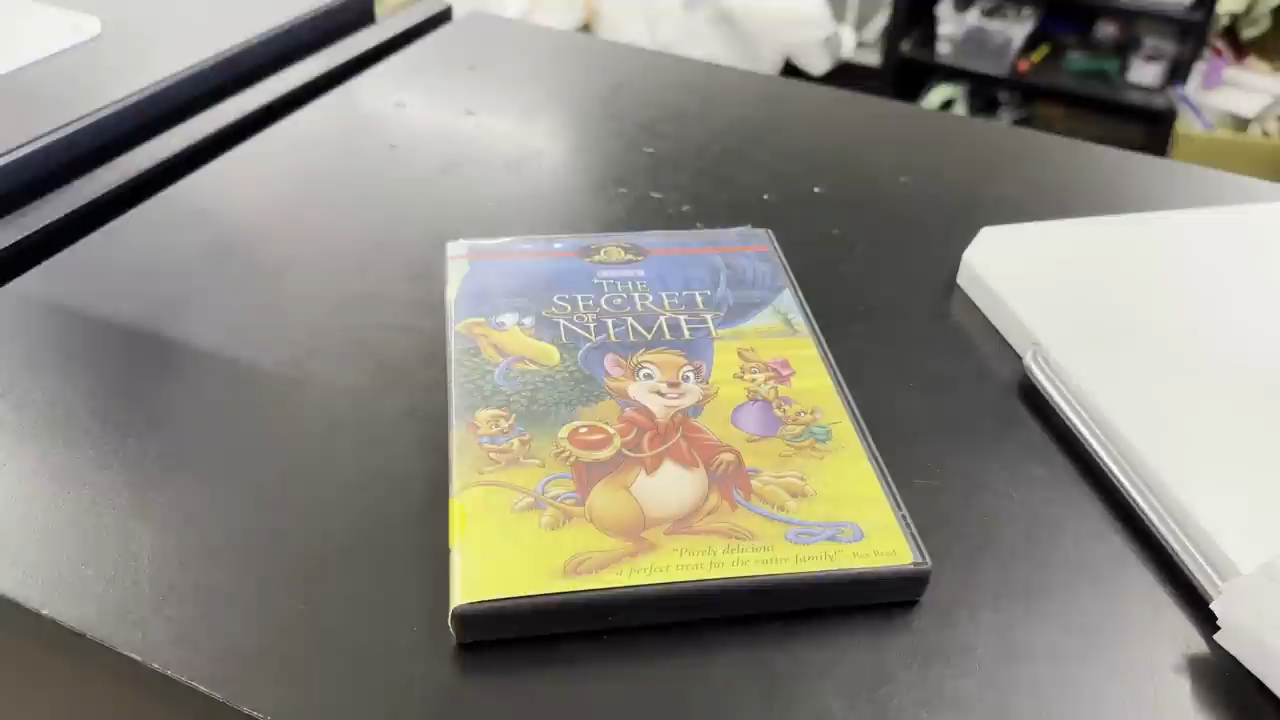 THE
SECRET
OF
NIMH
"Purely delicious
a perfect treat for the entire family!" -Rex Reed